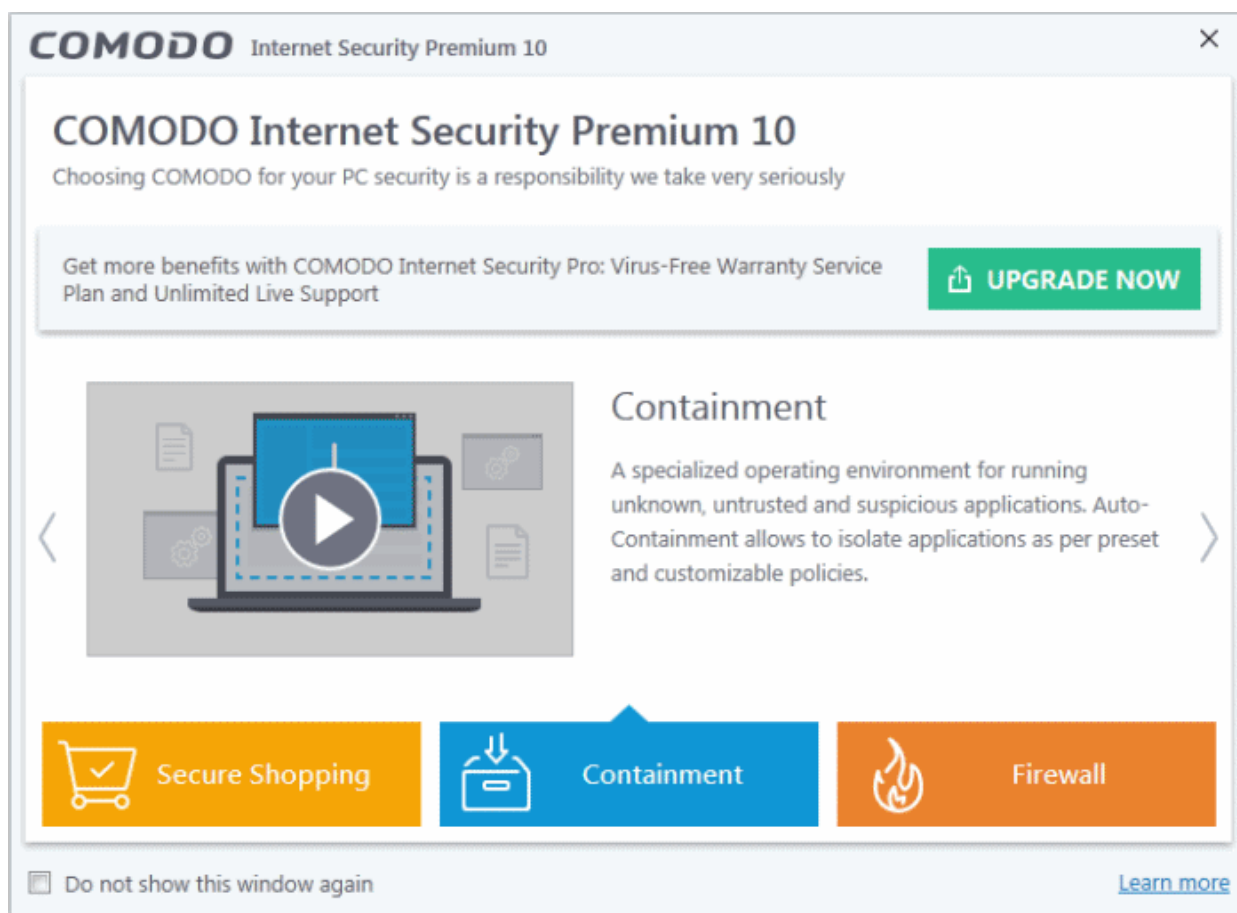 COMODO Internet Security Premium 10
COMODO Internet Security Premium 10
Choosing COMODO for your PC security is a responsibility we take very seriously
Get more benefits with COMODO Internet Security Pro: Virus-Free Warranty Service
Plan and Unlimited Live Support
UPGRADE NOW
Containment
A specialized operating environment for running
unknown, untrusted and suspicious applications. Auto-
Containment allows to isolate applications as per preset
and customizable policies.
Secure Shopping
Containment
Firewall
Do not show this window again
Learn more